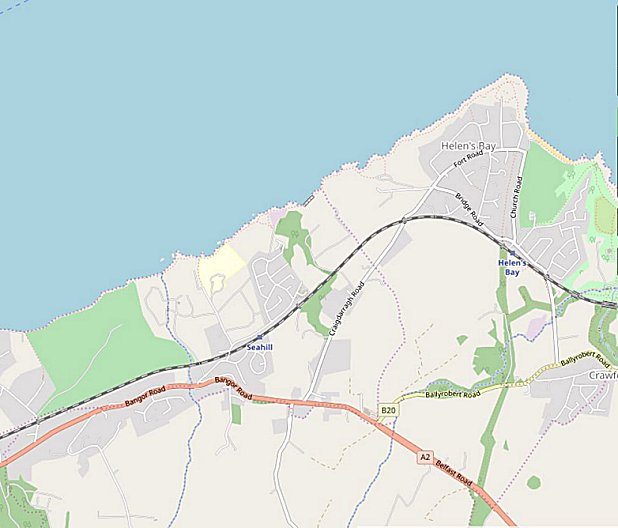 Helen's Bay
Fort Road
Bridge Road
Church Road
Helen's
Bay
Craigdarragh Road
Seahill
Ballyrobert Road
Crawfo
Bangor Road
Bangor Road
Ballyrobert Road
B20
A2
Belfast Road